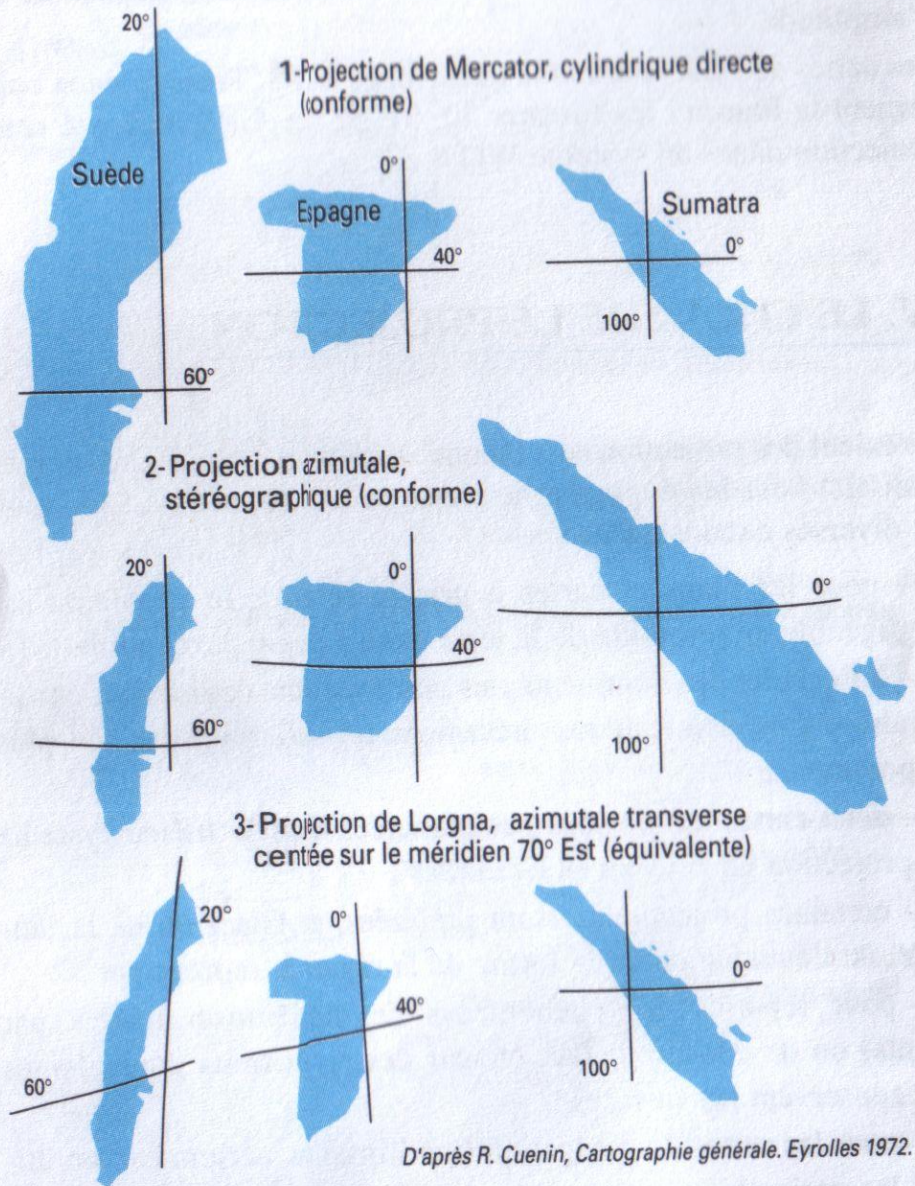 20°
1-Projection de Mercator, cylindrique directe
(conforme)
Suède
0°
Espagne
40°
Sumatra
0°
100°
60°
2- Projection azimutale,
stéréographique (conforme)
20°
0°
0°
40°
60°
100°
3- Projection de Lorgna, azimutale transverse
centée sur le méridien 70° Est (équivalente)
20°
0°
0°
40°
60°
100°
D'après R. Cuenin, Cartographie générale. Eyrolles 1972.